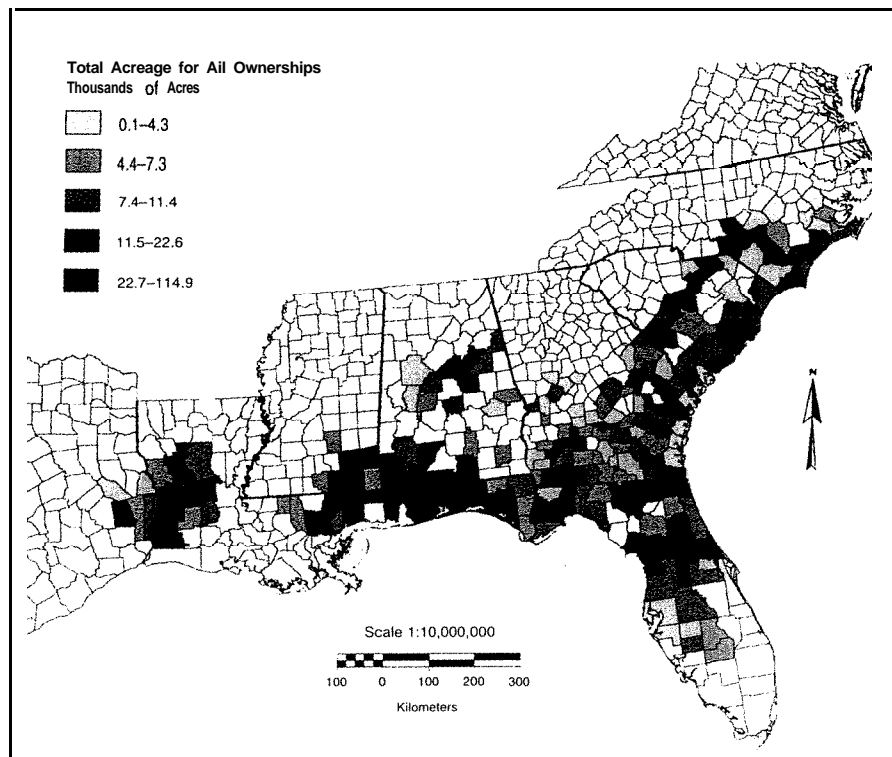 Total Acreage for Ail Ownerships
Thousands of Acres
0.1–4.3
4.4–7.3
7.4–11.4
11.5–22.6
22.7–114.9
N
Scale 1:10,000,000
100 0 100 200 300
Kilometers